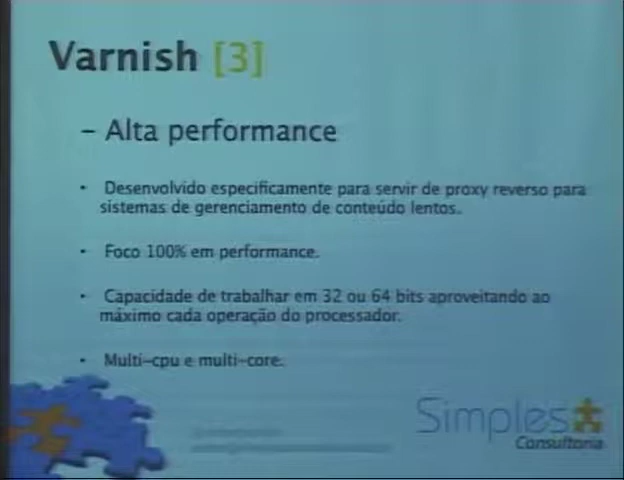 Varnish [3]
– Alta performance
• Desenvolvido especificamente para servir de proxy reverso para
sistemas de gerenciamento de conteúdo lentos.
• Foco 100% em performance.
• Capacidade de trabalhar em 32 ou 64 bits aproveitando ao
máximo cada operação do processador.
• Multi-cpu e multi-core.
Simples
Consultoria